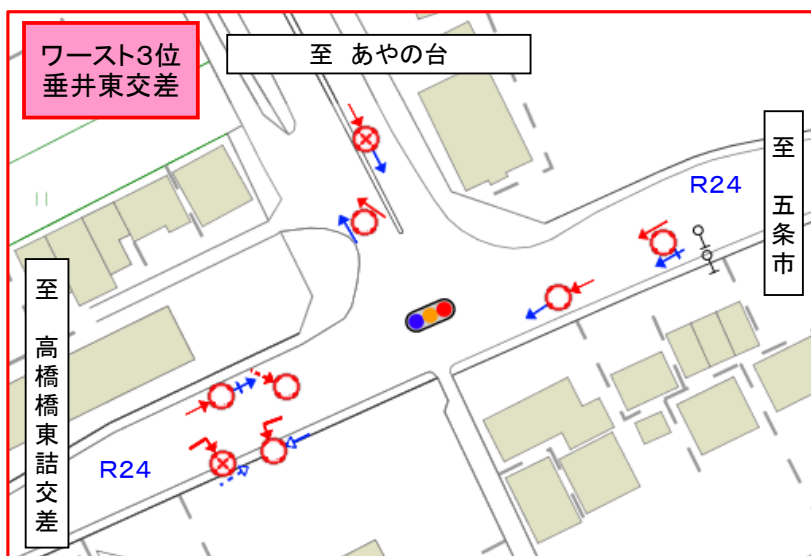 ワースト3位
垂井東交差
至 あやの台
至 五条市
R24
至 高橋橋東詰交差
R24